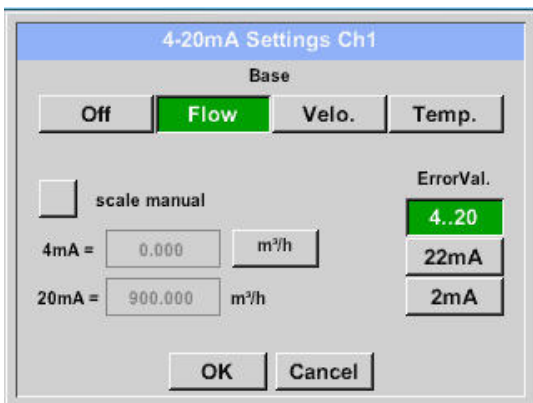 4-20mA Settings Ch1
Base
Off Flow Velo. Temp.
ErrorVal.
scale manual
4..20
4mA = 0.000 m³/h
22mA
20mA = 900.000 m³/h
2mA
OK Cancel